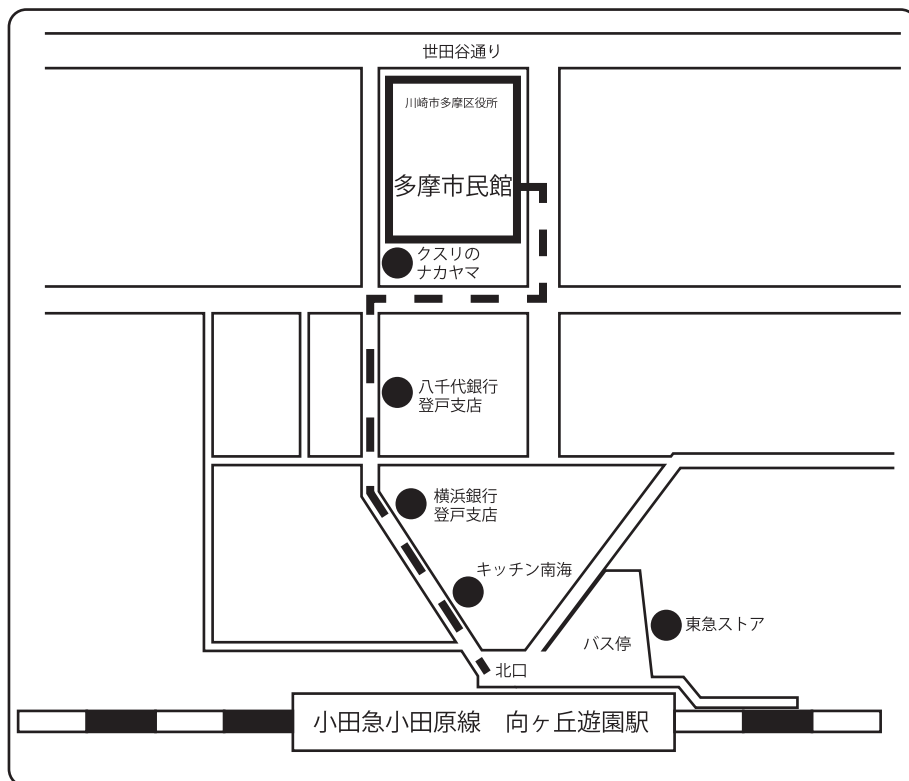 世田谷通り
川崎市多摩区役所
多摩市民館
クスリの
ナカヤマ
八千代銀行
登戸支店
横浜銀行
登戸支店
キッチン南海
東急ストア
バス停
北口
小田急小田原線　向ヶ丘遊園駅